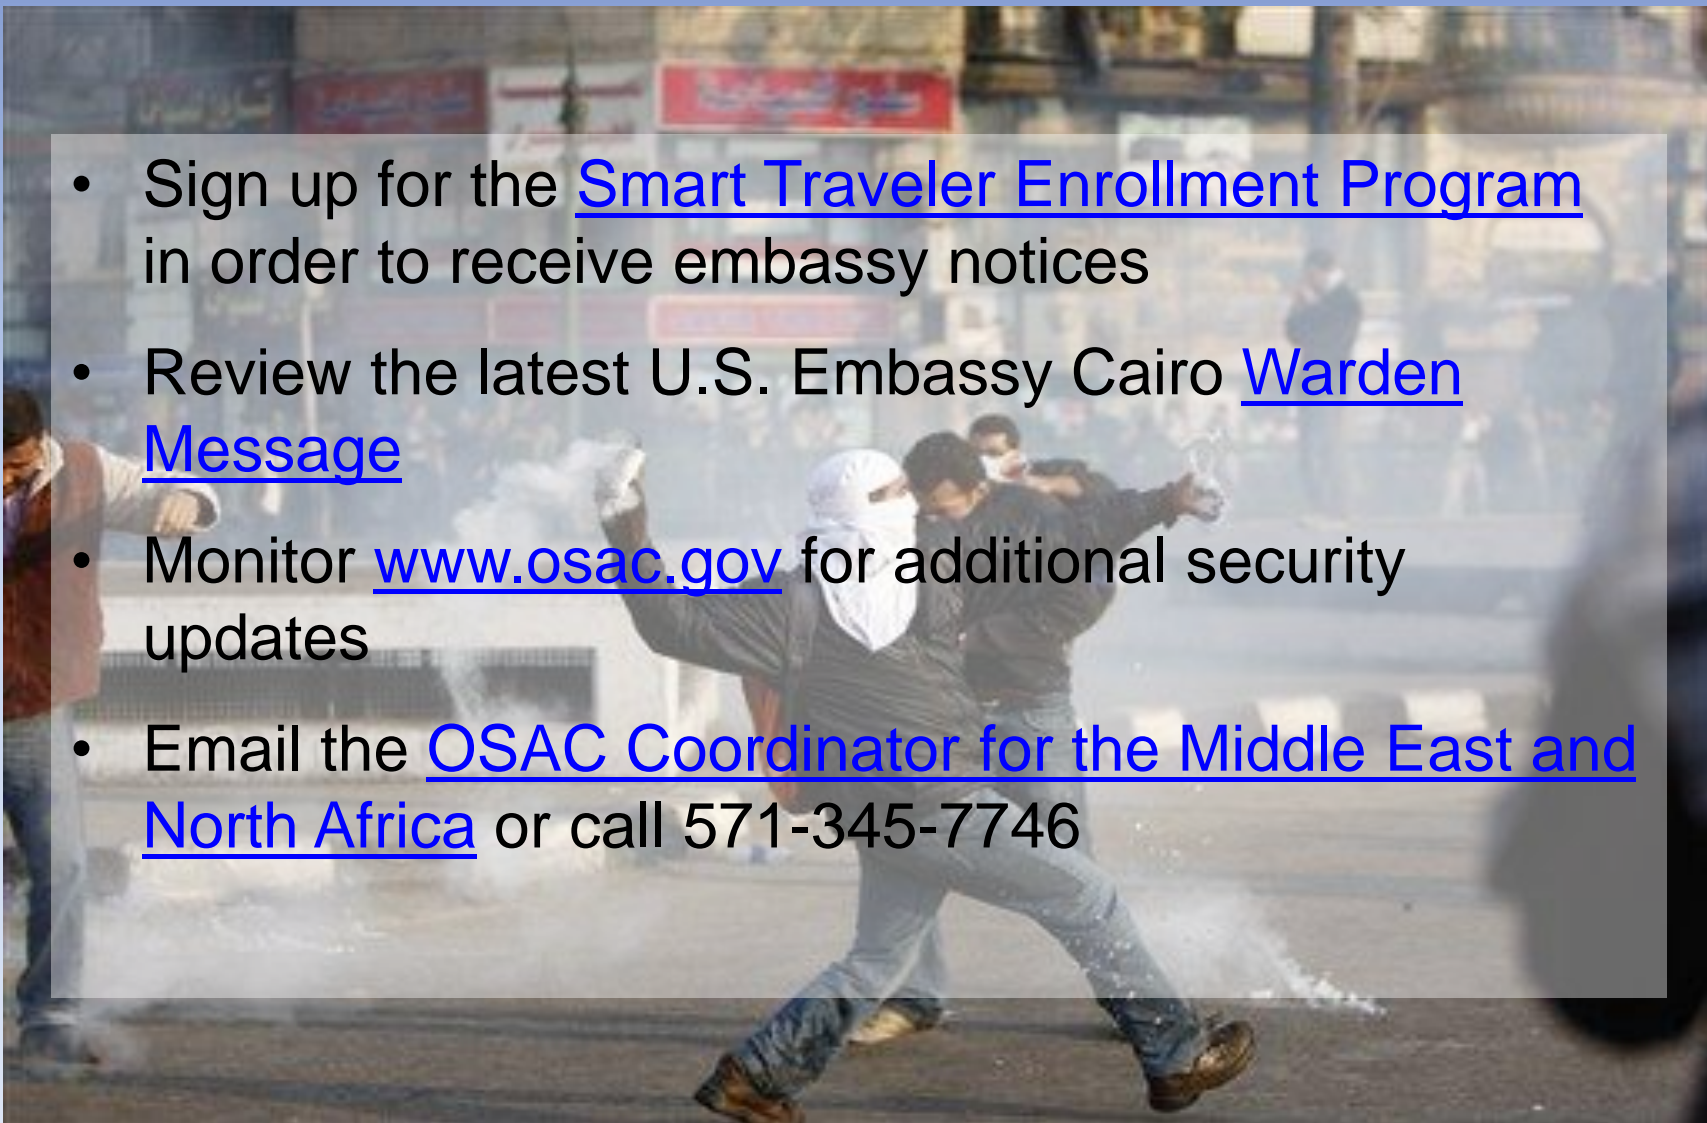 • Sign up for the Smart Traveler Enrollment Program
in order to receive embassy notices
• Review the latest U.S. Embassy Cairo Warden
Message
• Monitor www.osac.gov for additional security
updates
• Email the OSAC Coordinator for the Middle East and
North Africa or call 571-345-7746